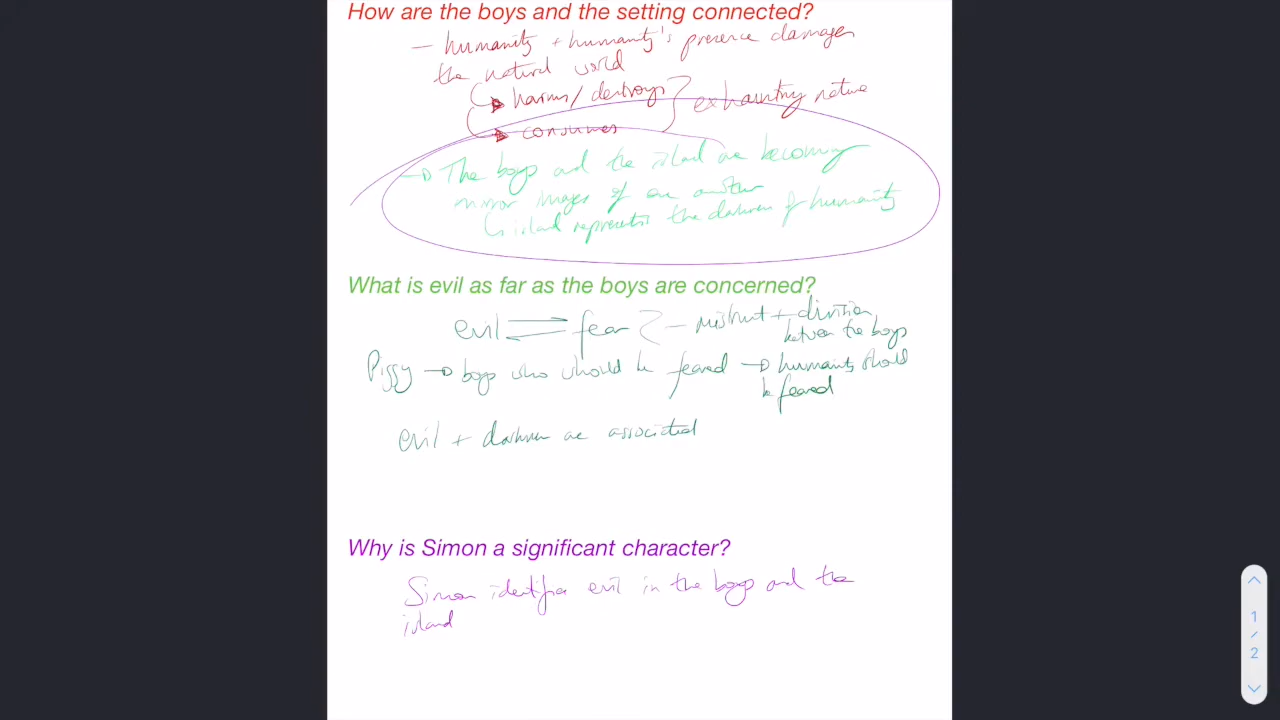 How are the boys and the setting connected?
– humanity + humanity's presence damages
the natural world
harms/destroys } exhausting nature
consumes
→ The boys and the island are becoming
mirror images of one another
↳ island represents the darkness of humanity
What is evil as far as the boys are concerned?
evil ⇌ fear { – mistrust + division
between the boys
Piggy → boys who should be feared → humanity should
be feared
evil + darkness are associated
Why is Simon a significant character?
Simon identifies evil in the boys and the
island
1
/
2